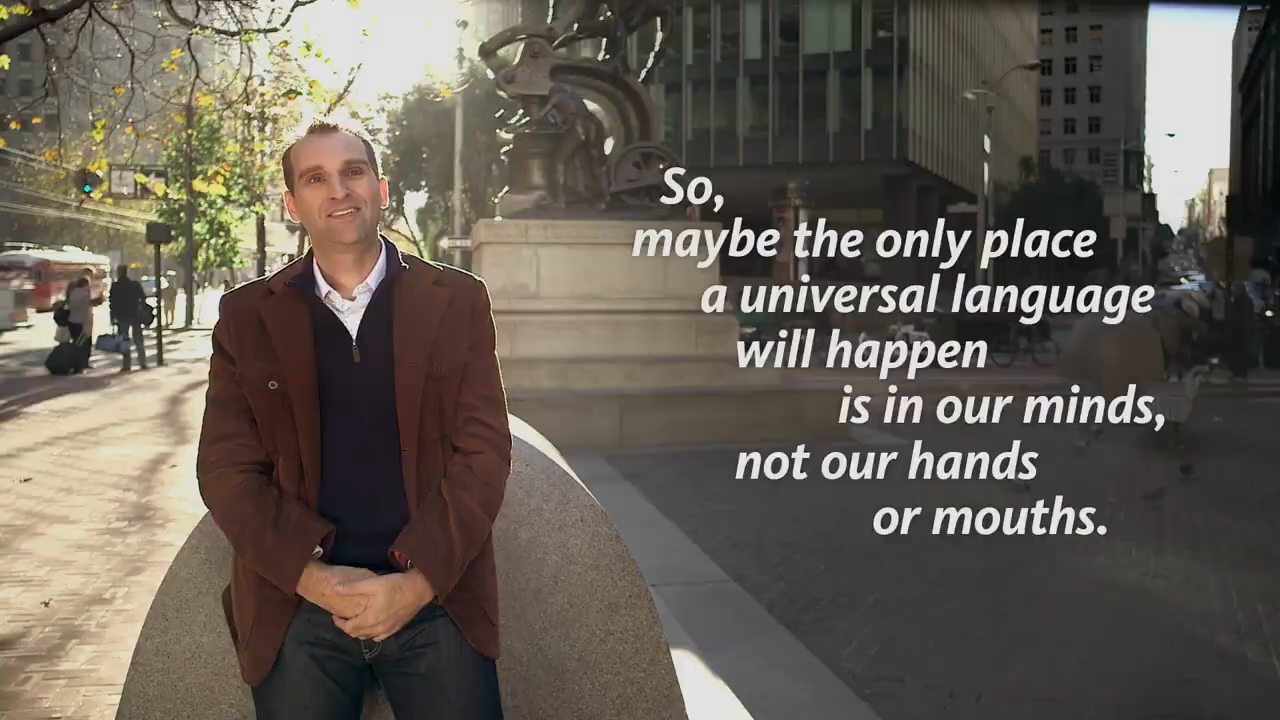 So,
maybe the only place
a universal language
will happen
is in our minds,
not our hands
or mouths.